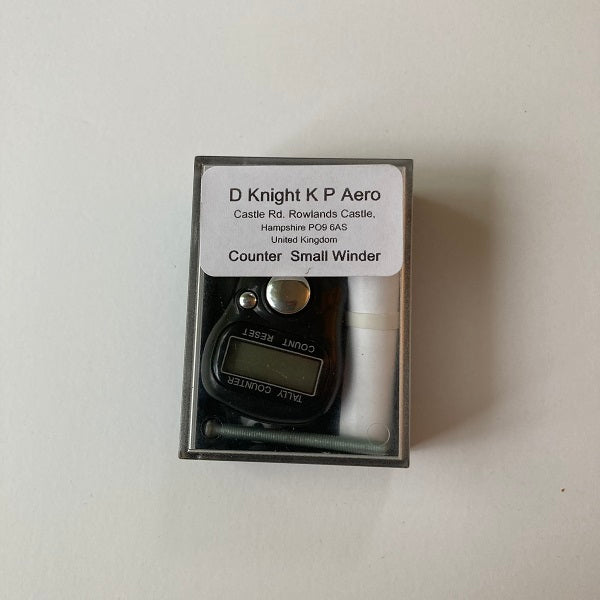 D Knight K P Aero
Castle Rd. Rowlands Castle,
Hampshire PO9 6AS
United Kingdom
Counter Small Winder
COUNT RESET
TALLY COUNTER